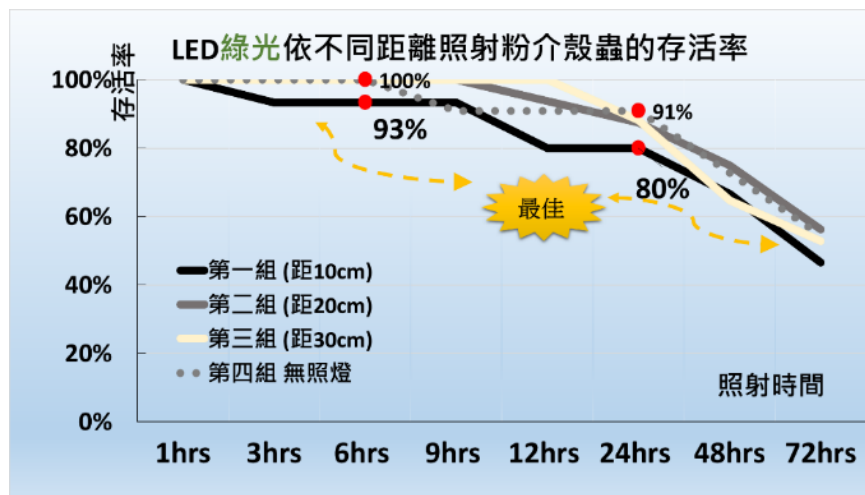 LED綠光依不同距離照射粉介殼蟲的存活率
存活率
100%
80%
60%
40%
20%
0%
100%
93%
91%
80%
最佳
第一組 (距10cm)
第二組 (距20cm)
第三組 (距30cm)
第四組 無照燈
照射時間
1hrs 3hrs 6hrs 9hrs 12hrs 24hrs 48hrs 72hrs